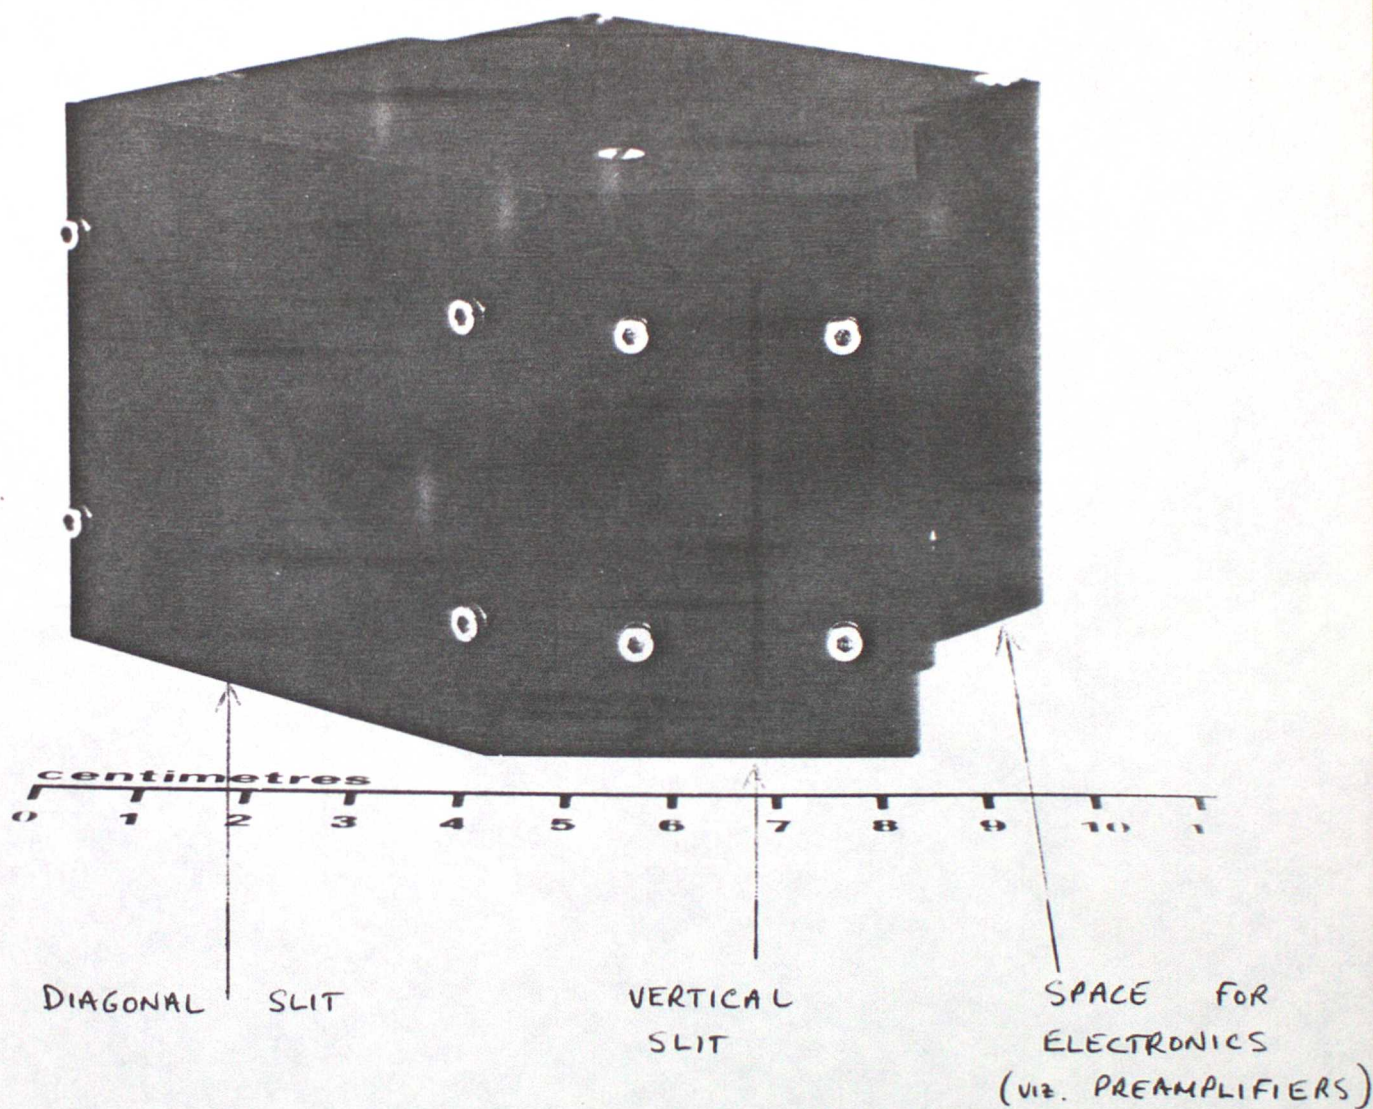 centimetres
0 1 2 3 4 5 6 7 8 9 10 1
DIAGONAL SLIT
VERTICAL
SLIT
SPACE FOR
ELECTRONICS
(VIZ. PREAMPLIFIERS)